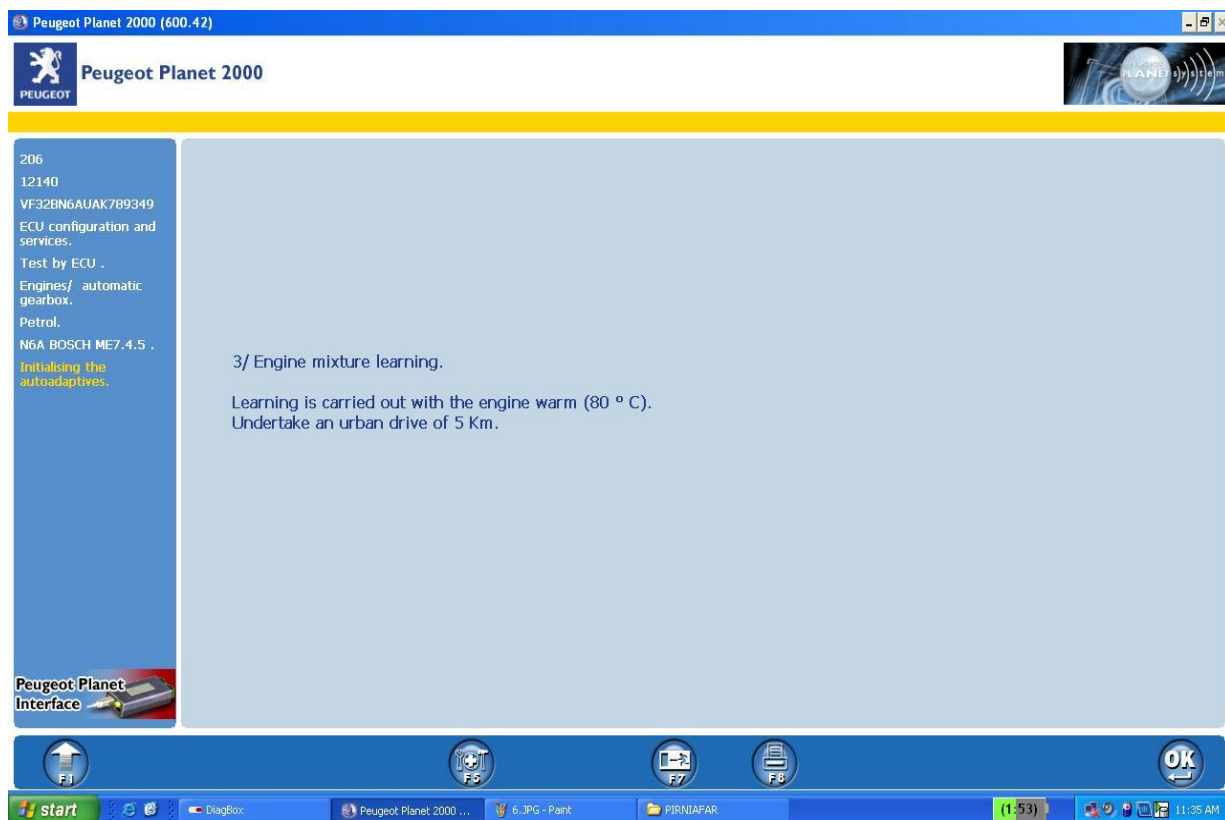 Peugeot Planet 2000 (600.42)
PEUGEOT
Peugeot Planet 2000
PLANET system
206
12140
VF32BN6AUAK789349
ECU configuration and
services.
Test by ECU .
Engines/ automatic
gearbox.
Petrol.
N6A BOSCH ME7.4.5 .
Initialising the
autoadaptives.
3/ Engine mixture learning.
Learning is carried out with the engine warm (80 º C).
Undertake an urban drive of 5 Km.
Peugeot Planet
Interface
F1
F5
F7
F8
OK
start
DiagBox
Peugeot Planet 2000 ...
6.JPG - Paint
PIRNIAFAR
(1:53)
11:35 AM